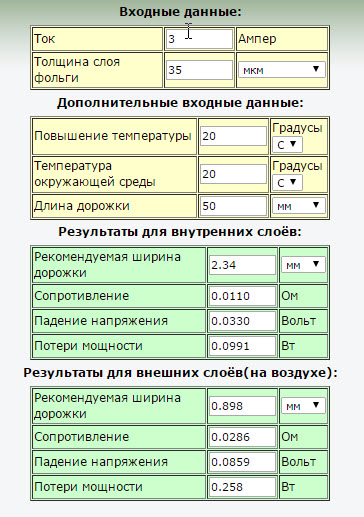 Входные данные:
Ток 3 Ампер
Толщина слоя
фольги 35 мкм
Дополнительные входные данные:
Повышение температуры 20 Градусы
C
Температура
окружающей среды 20 Градусы
C
Длина дорожки 50 мм
Результаты для внутренних слоёв:
Рекомендуемая ширина
дорожки 2.34 мм
Сопротивление 0.0110 Ом
Падение напряжения 0.0330 Вольт
Потери мощности 0.0991 Вт
Результаты для внешних слоёв(на воздухе):
Рекомендуемая ширина
дорожки 0.898 мм
Сопротивление 0.0286 Ом
Падение напряжения 0.0859 Вольт
Потери мощности 0.258 Вт